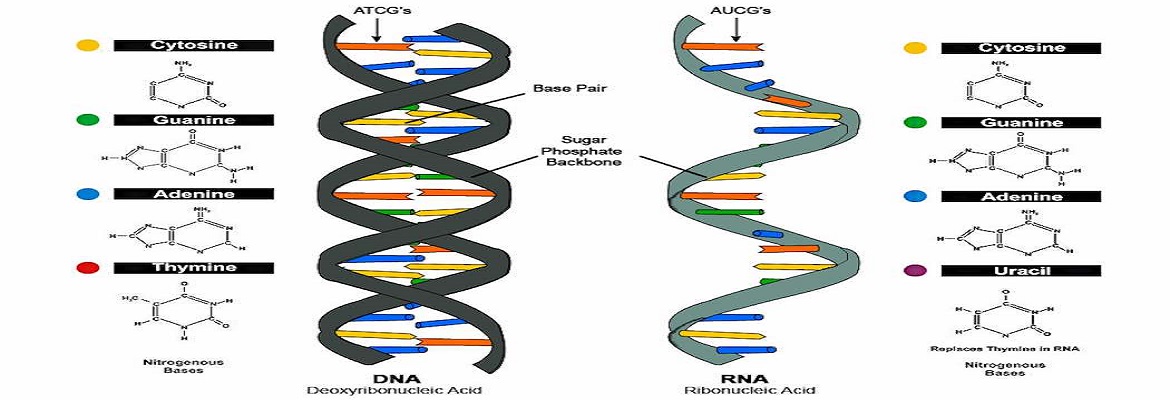 ATCG's
AUCG's
Cytosine
Guanine
Adenine
Thymine
Nitrogenous
Bases
Base Pair
Sugar
Phosphate
Backbone
DNA
Deoxyribonucleic Acid
RNA
Ribonucleic Acid
Cytosine
Guanine
Adenine
Uracil
Replaces Thymine in RNA
Nitrogenous
Bases